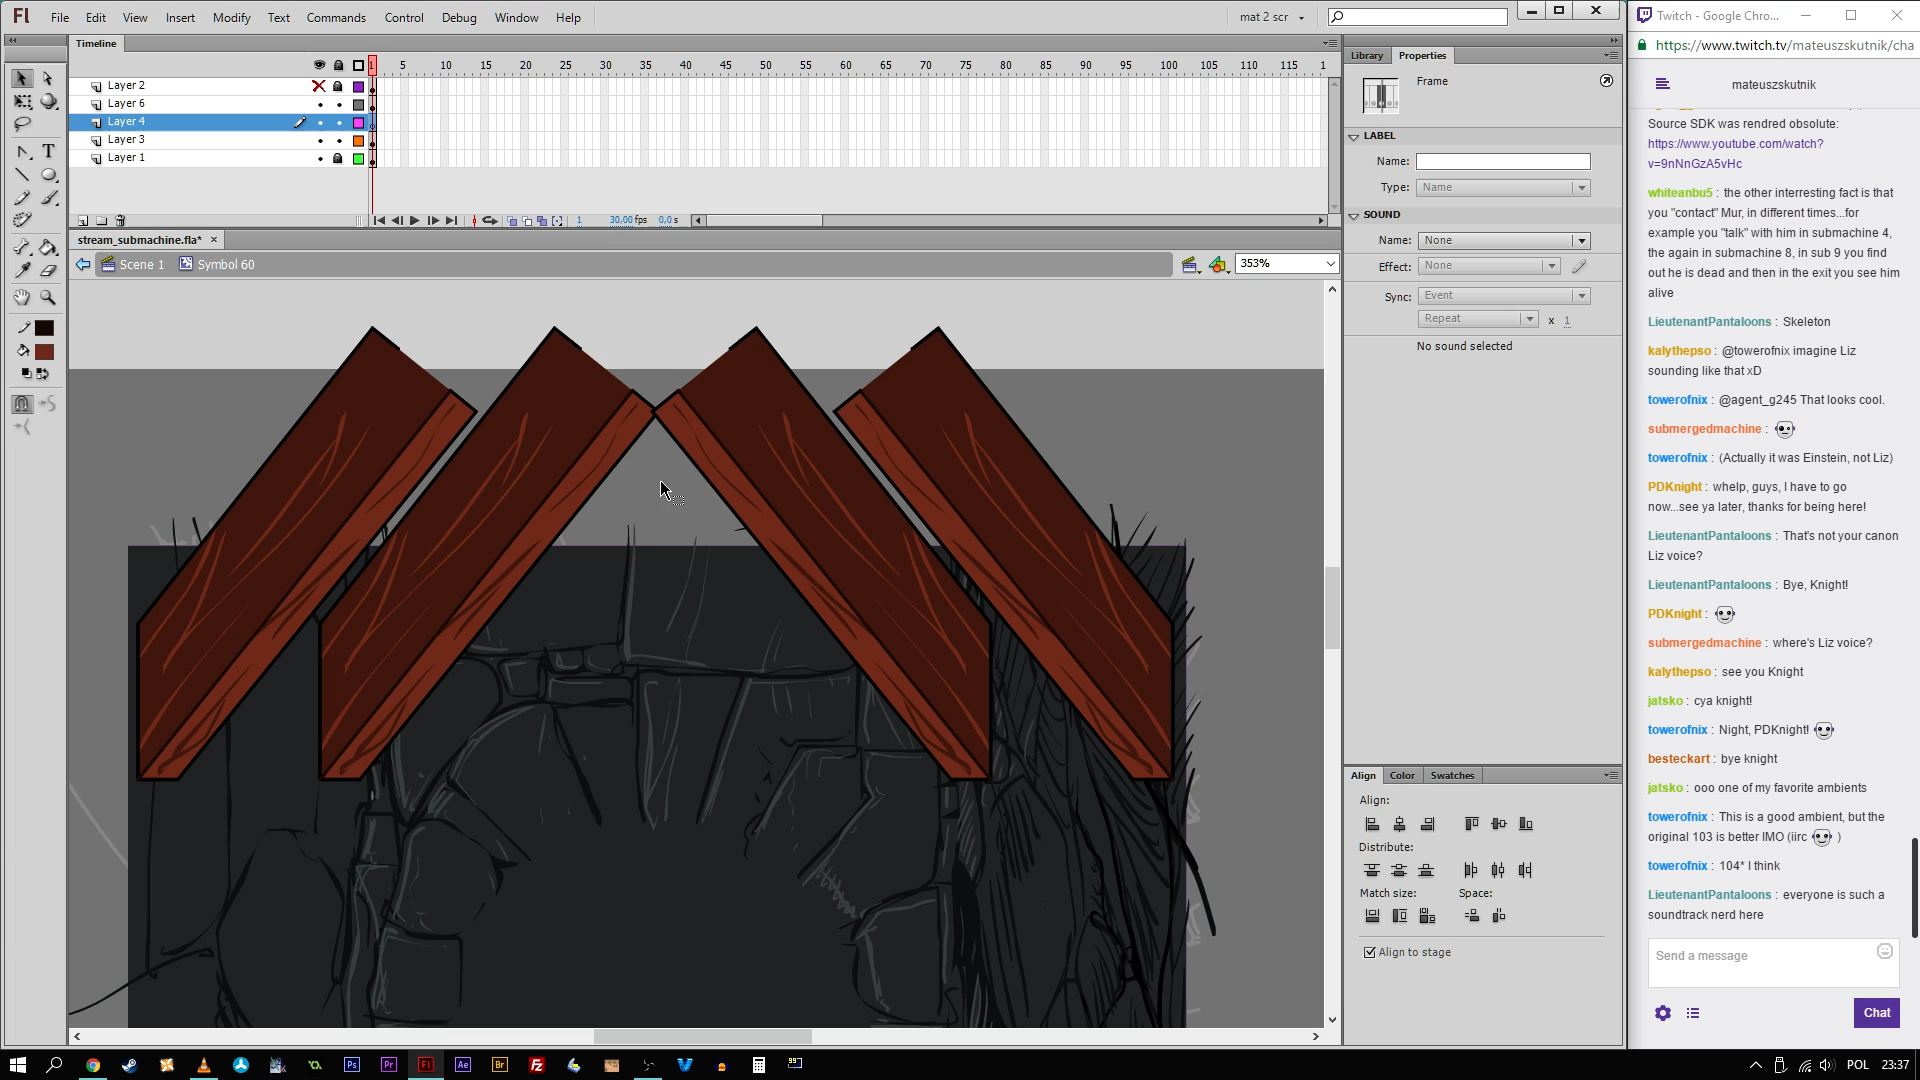 Fl File Edit View Insert Modify Text Commands Control Debug Window Help
mat 2 scr
Timeline
1 5 10 15 20 25 30 35 40 45 50 55 60 65 70 75 80 85 90 95 100 105 110 115 1
Layer 2
Layer 6
Layer 4
Layer 3
Layer 1
1 30,00 fps 0,0 s
stream_submachine.fla*
Scene 1 Symbol 60
353%
T
Library Properties
Frame
LABEL
Name:
Type: Name
SOUND
Name: None
Effect: None
Sync: Event
Repeat x 1
No sound selected
Align Color Swatches
Align:
Distribute:
Match size: Space:
Align to stage
Twitch - Google Chro...
https://www.twitch.tv/mateuszskutnik/cha
mateuszskutnik
Source SDK was rendred obsolute:
https://www.youtube.com/watch?
v=9nNnGzA5vHc
whiteanbu5 : the other interresting fact is that
you "contact" Mur, in different times...for
example you "talk" with him in submachine 4,
the again in submachine 8, in sub 9 you find
out he is dead and then in the exit you see him
alive
LieutenantPantaloons : Skeleton
kalythepso : @towerofnix imagine Liz
sounding like that xD
towerofnix : @agent_g245 That looks cool.
submergedmachine :
towerofnix : (Actually it was Einstein, not Liz)
PDKnight : whelp, guys, I have to go
now...see ya later, thanks for being here!
LieutenantPantaloons : That's not your canon
Liz voice?
LieutenantPantaloons : Bye, Knight!
PDKnight :
submergedmachine : where's Liz voice?
kalythepso : see you Knight
jatsko : cya knight!
towerofnix : Night, PDKnight!
besteckart : bye knight
jatsko : ooo one of my favorite ambients
towerofnix : This is a good ambient, but the
original 103 is better IMO (iirc )
towerofnix : 104* I think
LieutenantPantaloons : everyone is such a
soundtrack nerd here
Send a message
Chat
Ps Pr Fl Ae Br Fz
POL 23:37